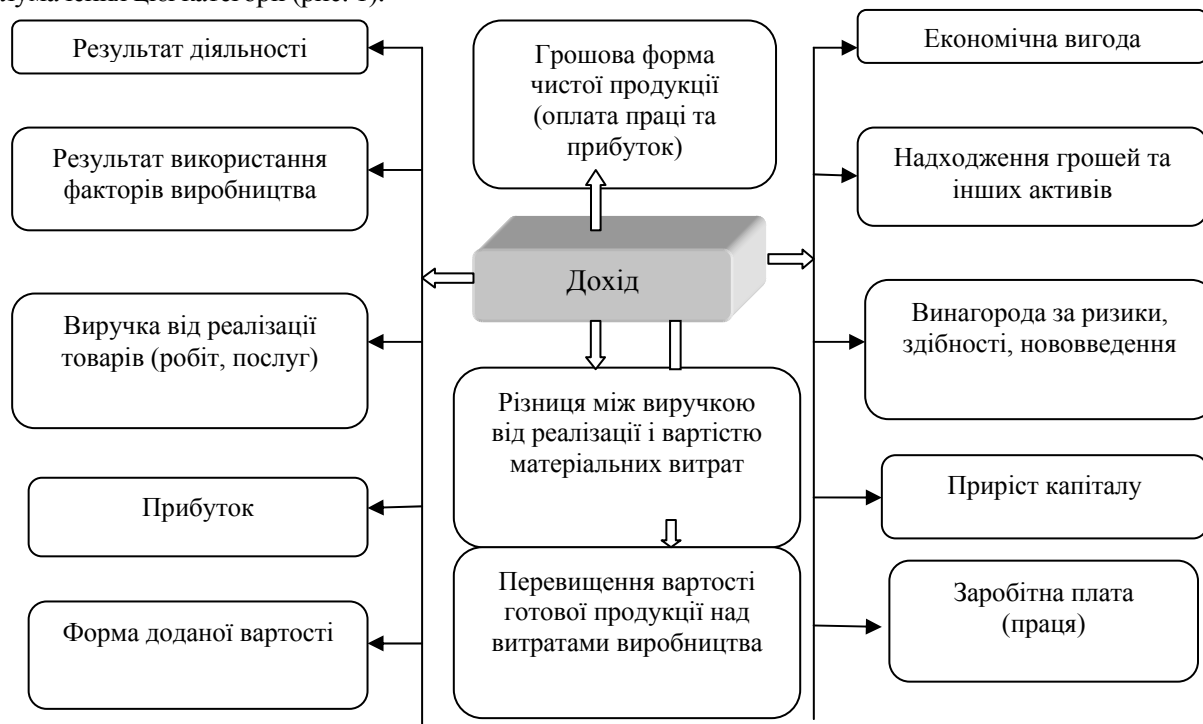 цієї категорії (рис. 1).
Результат діяльності
Результат використання
факторів виробництва
Виручка від реалізації
товарів (робіт, послуг)
Прибуток
Форма доданої вартості
Грошова форма
чистої продукції
(оплата праці та
прибуток)
Дохід
Різниця між виручкою
від реалізації і вартістю
матеріальних витрат
Перевищення вартості
готової продукції над
витратами виробництва
Економічна вигода
Надходження грошей та
інших активів
Винагорода за ризики,
здібності, нововведення
Приріст капіталу
Заробітна плата
(праця)